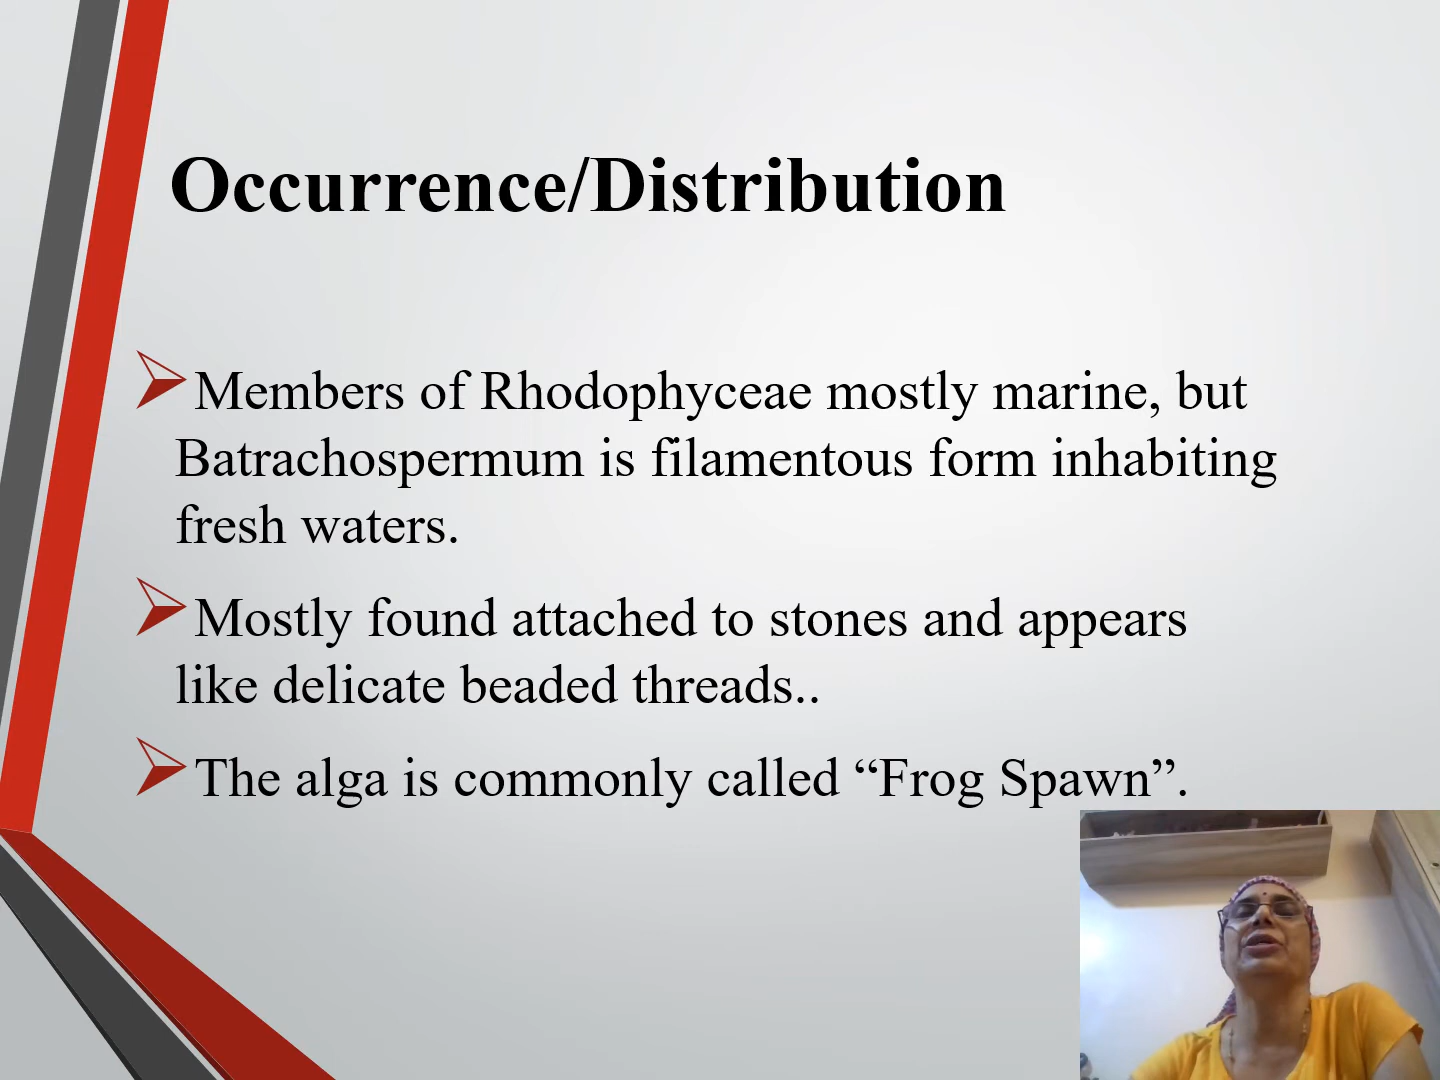 Occurrence/Distribution
Members of Rhodophyceae mostly marine, but
Batrachospermum is filamentous form inhabiting
fresh waters.
Mostly found attached to stones and appears
like delicate beaded threads..
The alga is commonly called “Frog Spawn”.